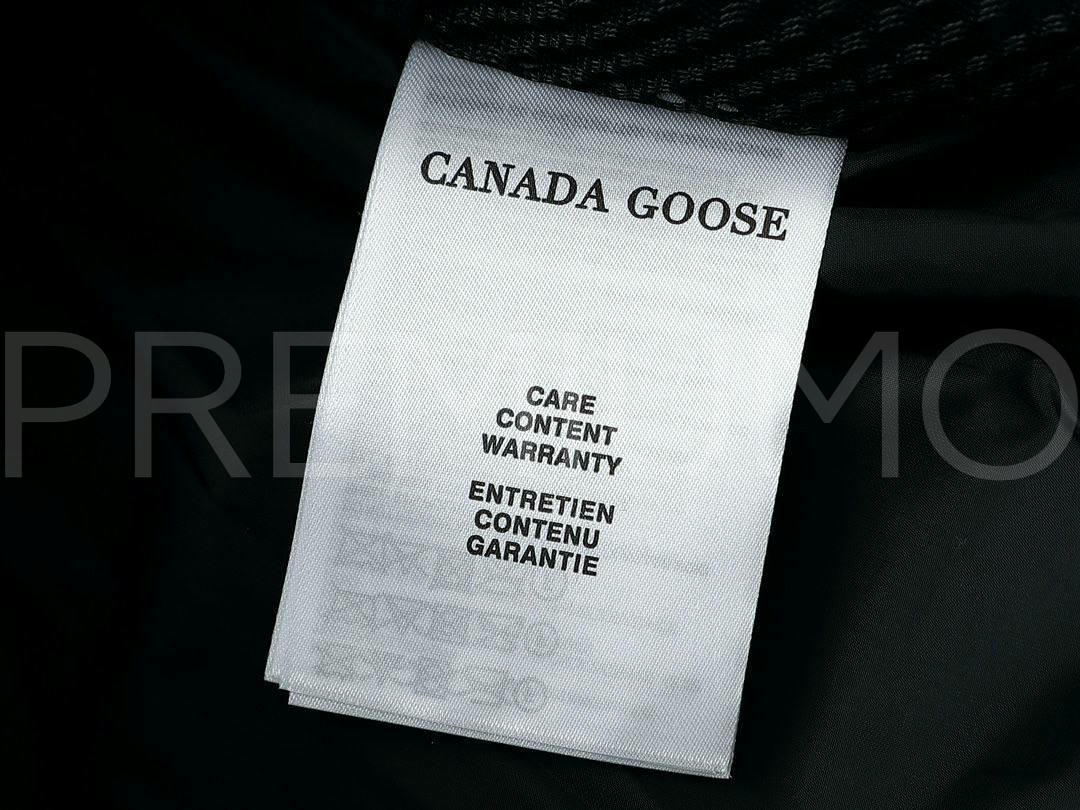 CANADA GOOSE
CARE
CONTENT
WARRANTY
ENTRETIEN
CONTENU
GARANTIE